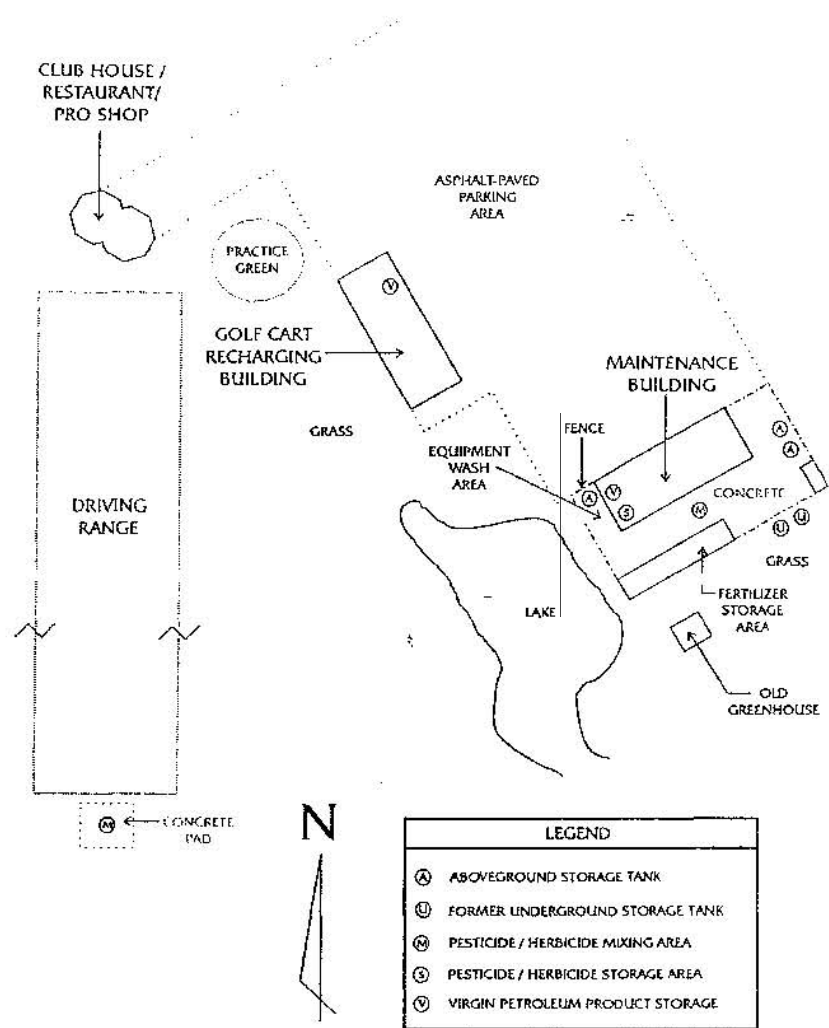 CLUB HOUSE /
RESTAURANT/
PRO SHOP
ASPHALT-PAVED
PARKING
AREA
PRACTICE
GREEN
V
GOLF CART
RECHARGING
BUILDING
MAINTENANCE
BUILDING
GRASS
FENCE
EQUIPMENT
WASH
AREA
A
A
A
V
S
M
CONCRETE
U
U
GRASS
DRIVING
RANGE
LAKE
FERTILIZER
STORAGE
AREA
OLD
GREENHOUSE
M
CONCRETE
PAD
N
LEGEND
A ABOVEGROUND STORAGE TANK
U FORMER UNDERGROUND STORAGE TANK
M PESTICIDE / HERBICIDE MIXING AREA
S PESTICIDE / HERBICIDE STORAGE AREA
V VIRGIN PETROLEUM PRODUCT STORAGE